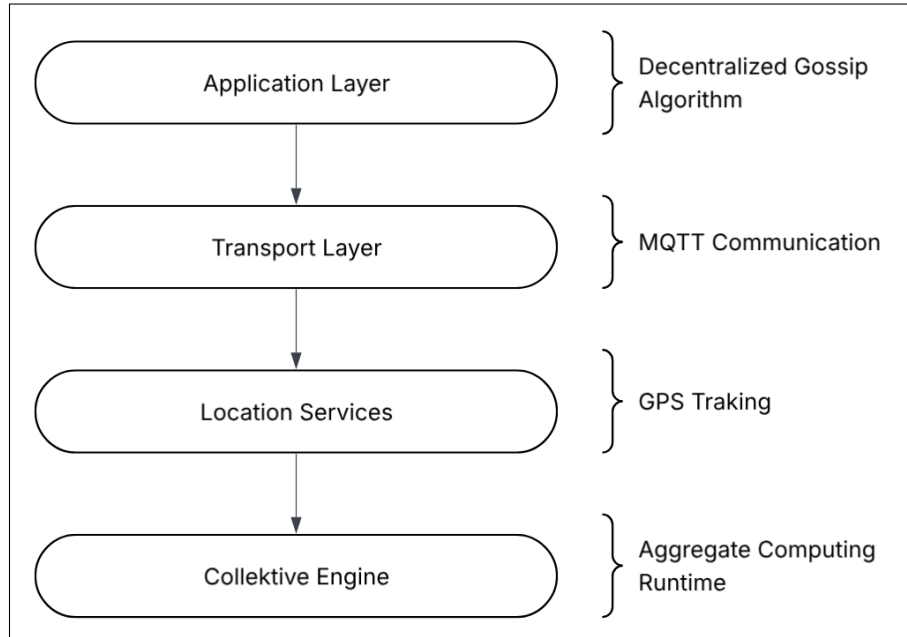 Application Layer
Decentralized Gossip
Algorithm
Transport Layer
MQTT Communication
Location Services
GPS Traking
Collektive Engine
Aggregate Computing
Runtime